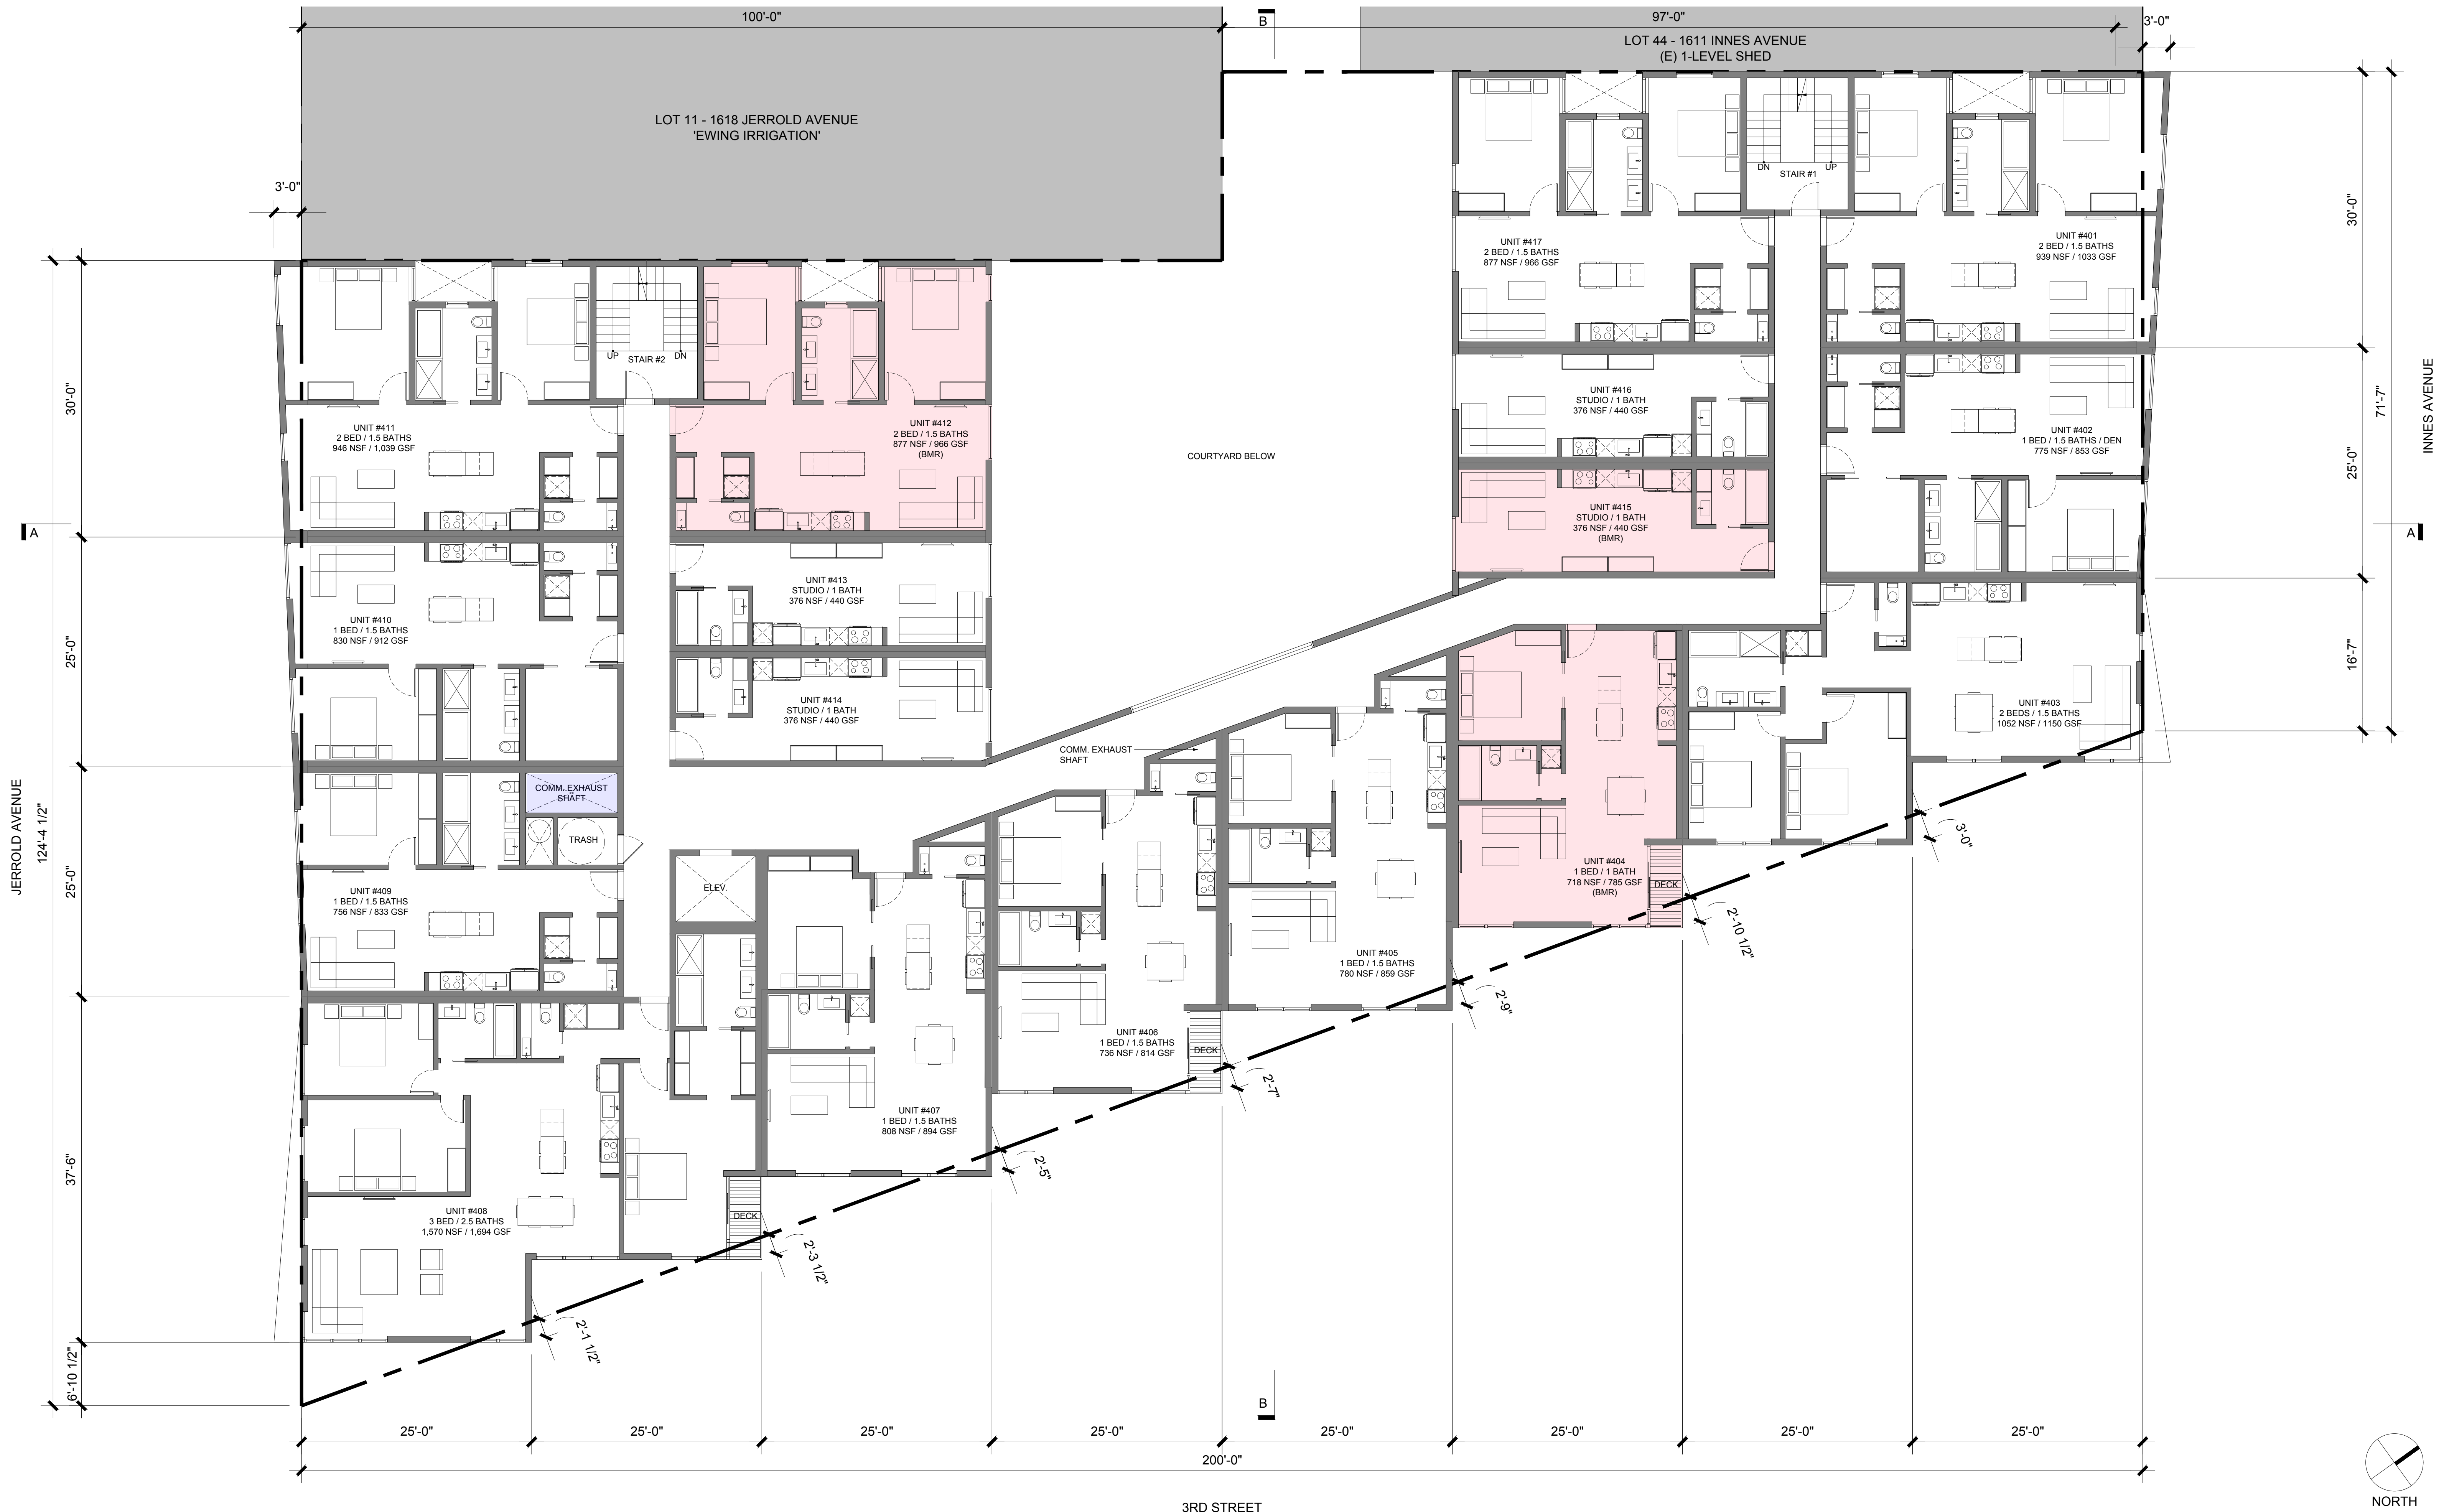 100'-0"
B
97'-0"
3'-0"
LOT 44 - 1611 INNES AVENUE
(E) 1-LEVEL SHED
LOT 11 - 1618 JERROLD AVENUE
'EWING IRRIGATION'
3'-0"
DN
UP
STAIR #1
30'-0"
UNIT #417
2 BED / 1.5 BATHS
877 NSF / 966 GSF
UNIT #401
2 BED / 1.5 BATHS
939 NSF / 1033 GSF
UP
STAIR #2
DN
30'-0"
UNIT #411
2 BED / 1.5 BATHS
946 NSF / 1,039 GSF
UNIT #412
2 BED / 1.5 BATHS
877 NSF / 966 GSF
(BMR)
COURTYARD BELOW
UNIT #416
STUDIO / 1 BATH
376 NSF / 440 GSF
UNIT #402
1 BED / 1.5 BATHS / DEN
775 NSF / 853 GSF
71'-7"
INNES AVENUE
25'-0"
A
UNIT #415
STUDIO / 1 BATH
376 NSF / 440 GSF
(BMR)
A
UNIT #413
STUDIO / 1 BATH
376 NSF / 440 GSF
25'-0"
UNIT #410
1 BED / 1.5 BATHS
830 NSF / 912 GSF
16'-7"
UNIT #414
STUDIO / 1 BATH
376 NSF / 440 GSF
UNIT #403
2 BEDS / 1.5 BATHS
1052 NSF / 1150 GSF
COMM. EXHAUST
SHAFT
COMM. EXHAUST
SHAFT
JERROLD AVENUE
124'-4 1/2"
TRASH
3'-0"
25'-0"
UNIT #409
1 BED / 1.5 BATHS
756 NSF / 833 GSF
ELEV.
UNIT #404
1 BED / 1 BATH
718 NSF / 785 GSF
(BMR)
DECK
2'-10 1/2"
UNIT #405
1 BED / 1.5 BATHS
780 NSF / 859 GSF
2'-9"
UNIT #406
1 BED / 1.5 BATHS
736 NSF / 814 GSF
DECK
2'-7"
UNIT #407
1 BED / 1.5 BATHS
808 NSF / 894 GSF
37'-6"
2'-5"
UNIT #408
3 BED / 2.5 BATHS
1,570 NSF / 1,694 GSF
DECK
2'-3 1/2"
2'-1 1/2"
6'-10 1/2"
B
25'-0"
25'-0"
25'-0"
25'-0"
25'-0"
25'-0"
25'-0"
25'-0"
200'-0"
3RD STREET
NORTH